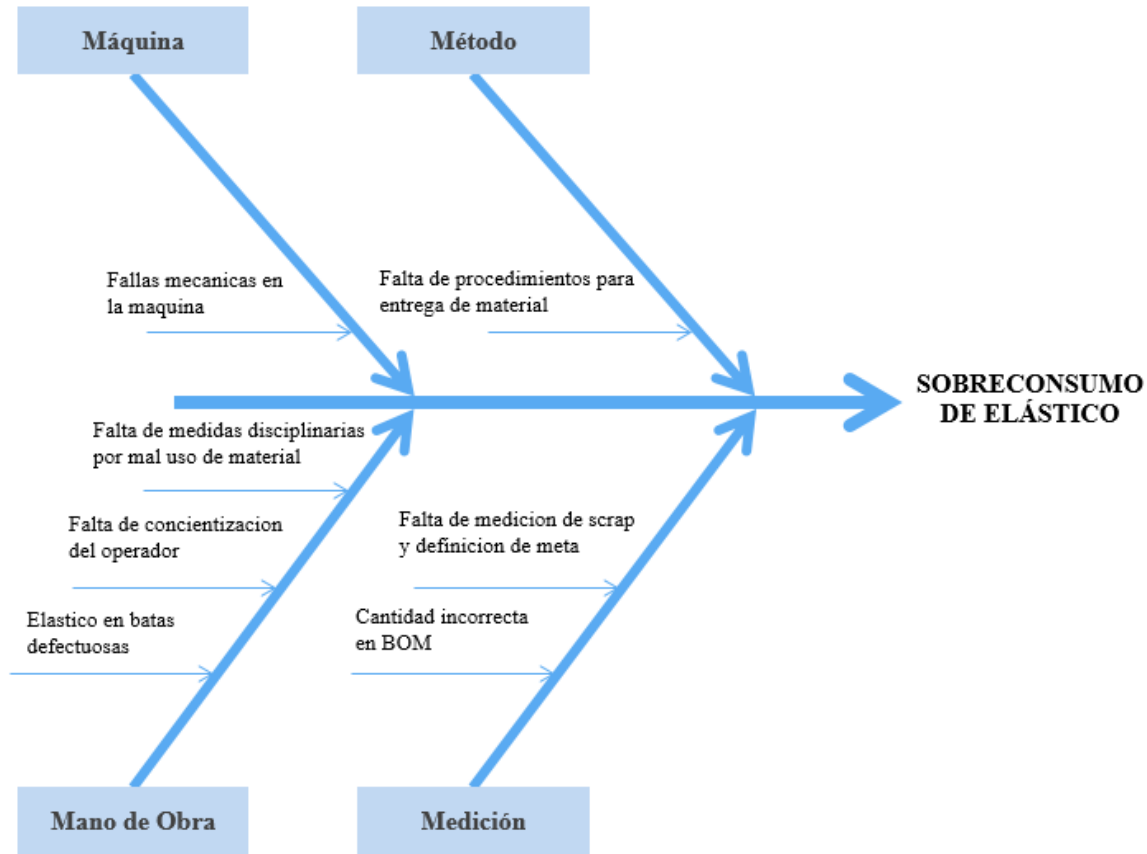 Máquina
Método
Fallas mecanicas en
la maquina
Falta de procedimientos para
entrega de material
SOBRECONSUMO
DE ELÁSTICO
Falta de medidas disciplinarias
por mal uso de material
Falta de concientizacion
del operador
Elastico en batas
defectuosas
Falta de medicion de scrap
y definicion de meta
Cantidad incorrecta
en BOM
Mano de Obra
Medición